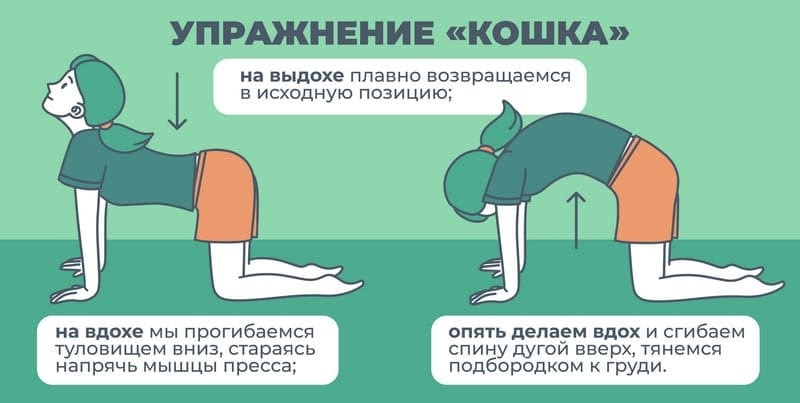 УПРАЖНЕНИЕ «КОШКА»
на выдохе плавно возвращаемся
в исходную позицию;
на вдохе мы прогибаемся
туловищем вниз, стараясь
напрячь мышцы пресса;
опять делаем вдох и сгибаем
спину дугой вверх, тянемся
подбородком к груди.